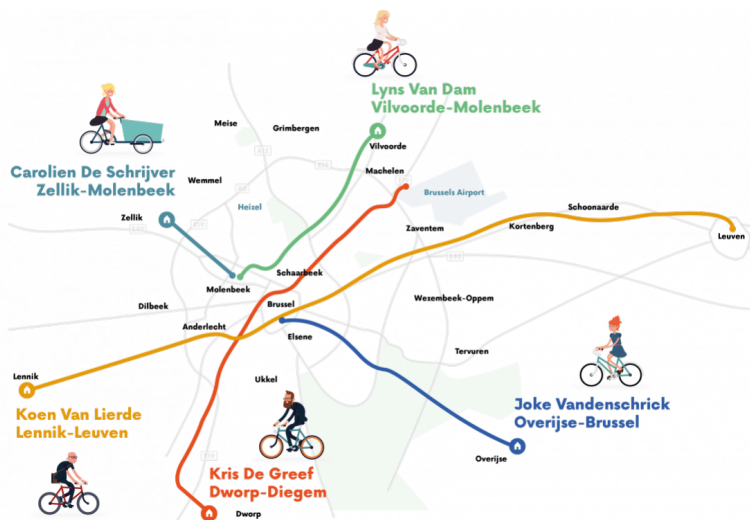 Lyns Van Dam
Vilvoorde-Molenbeek
Carolien De Schrijver
Zellik-Molenbeek
Meise
Grimbergen
Vilvoorde
Machelen
Wemmel
Heizel
Brussels Airport
Zellik
Zaventem
Schoonaarde
Kortenberg
Leuven
Schaarbeek
Molenbeek
Brussel
Wezembeek-Oppem
Dilbeek
Anderlecht
Elsene
Tervuren
Lennik
Ukkel
Koen Van Lierde
Lennik-Leuven
Joke Vandenschrick
Overijse-Brussel
Overijse
Kris De Greef
Dworp-Diegem
Dworp